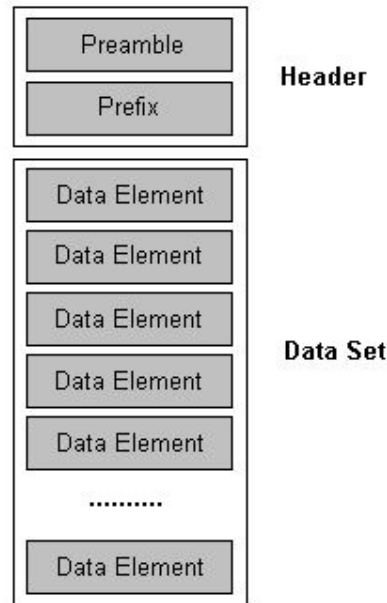 Preamble
Prefix
Header
Data Element
Data Element
Data Element
Data Element
Data Element
Data Set
..........
Data Element